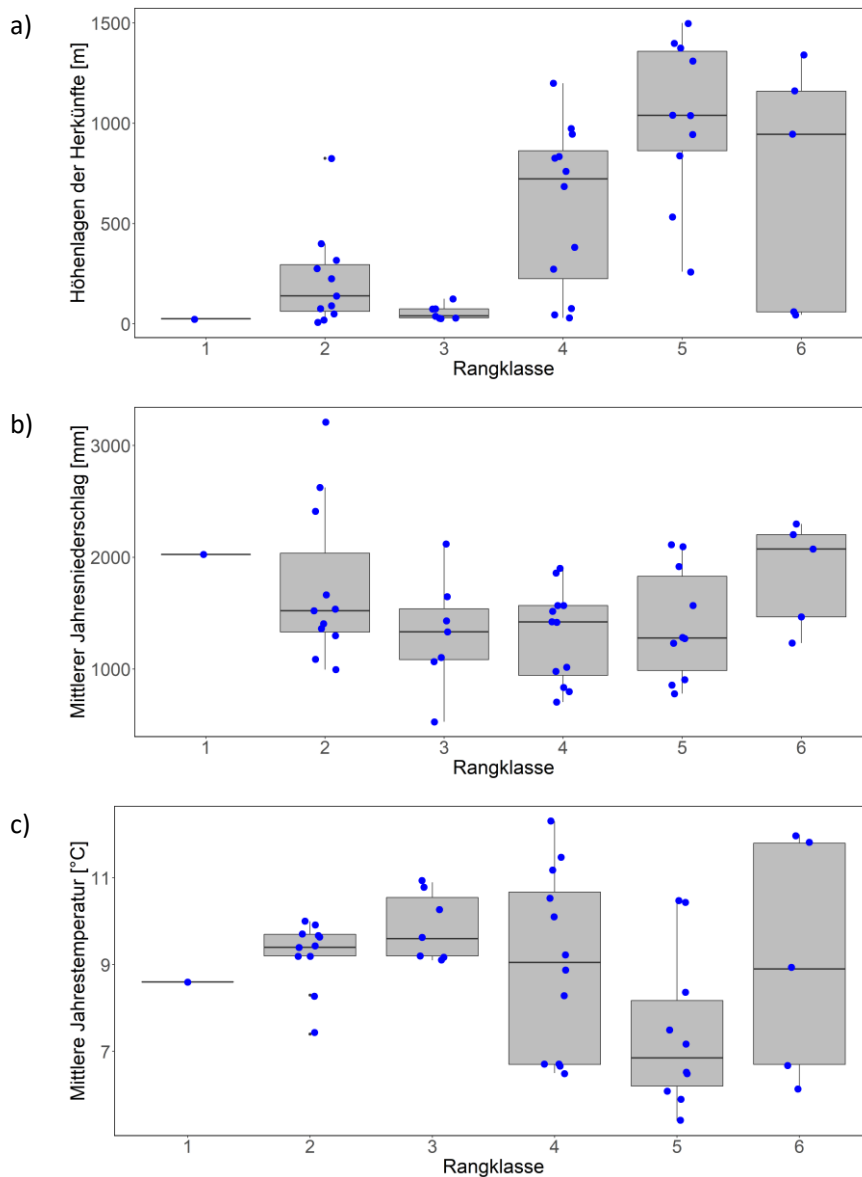 a)
Höhenlagen der Herkünfte [m]
1500
1000
500
0
1 2 3 4 5 6
Rangklasse
b)
Mittlerer Jahresniederschlag [mm]
3000
2000
1000
1 2 3 4 5 6
Rangklasse
c)
Mittlere Jahrestemperatur [°C]
11
9
7
1 2 3 4 5 6
Rangklasse